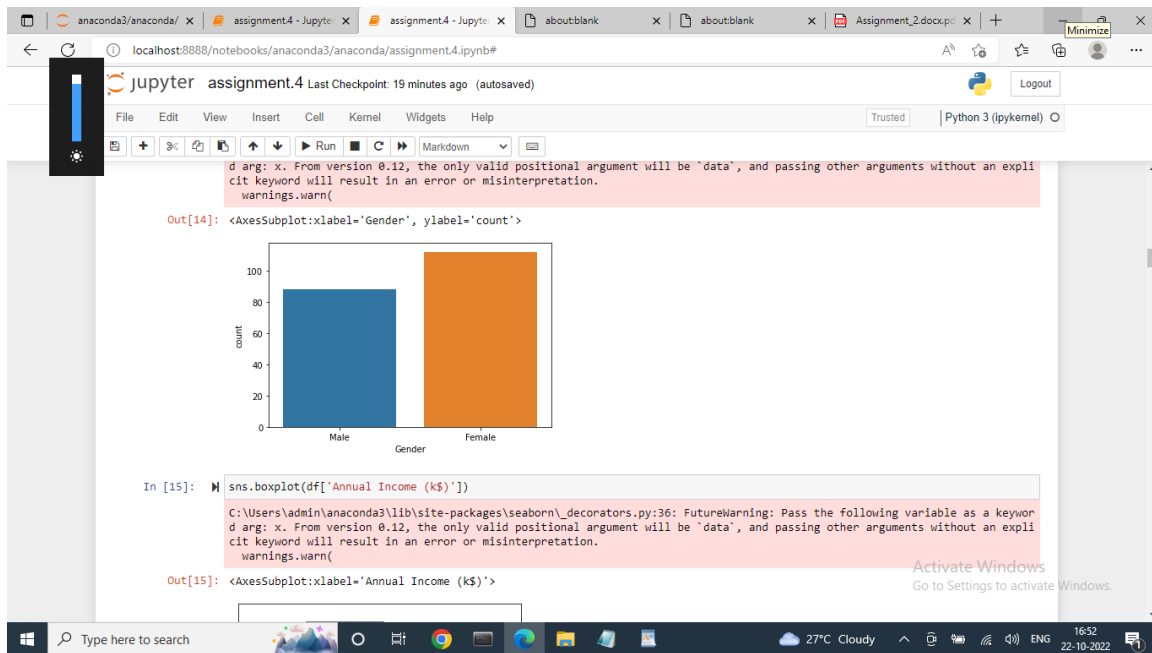 anaconda3/anaconda/
assignment.4 - Jupyte
assignment.4 - Jupyte
about:blank
about:blank
Assignment_2.docx.pd
Minimize
localhost:8888/notebooks/anaconda3/anaconda/assignment.4.ipynb#
jupyter assignment.4 Last Checkpoint: 19 minutes ago (autosaved)
Logout
File Edit View Insert Cell Kernel Widgets Help
Trusted
Python 3 (ipykernel)
Run
Markdown
d arg: x. From version 0.12, the only valid positional argument will be `data`, and passing other arguments without an expli
cit keyword will result in an error or misinterpretation.
warnings.warn(
Out[14]: <AxesSubplot:xlabel='Gender', ylabel='count'>
100
80
60
40
20
0
count
Male Female
Gender
In [15]: sns.boxplot(df['Annual Income (k$)'])
C:\Users\admin\anaconda3\lib\site-packages\seaborn\_decorators.py:36: FutureWarning: Pass the following variable as a keywor
d arg: x. From version 0.12, the only valid positional argument will be `data`, and passing other arguments without an expli
cit keyword will result in an error or misinterpretation.
warnings.warn(
Out[15]: <AxesSubplot:xlabel='Annual Income (k$)'>
Activate Windows
Go to Settings to activate Windows.
Type here to search
27°C Cloudy
ENG
16:52
22-10-2022
1